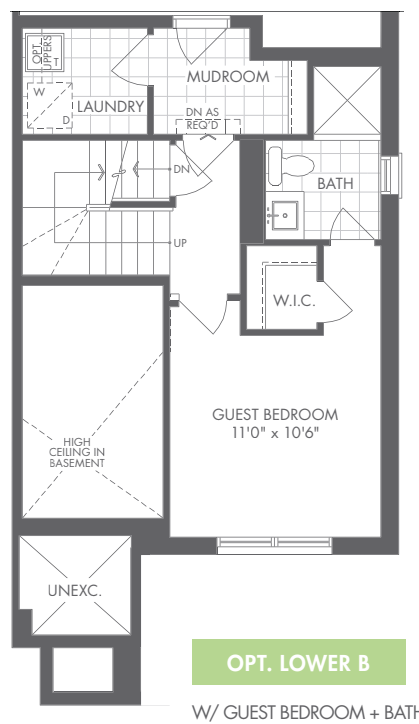 OPT.
UPPERS
T
W
D
LAUNDRY
MUDROOM
DN AS
REQ'D
DN
UP
BATH
W.I.C.
GUEST BEDROOM
11'0" x 10'6"
HIGH
CEILING IN
BASEMENT
UNEXC.
OPT. LOWER B
W/ GUEST BEDROOM + BATH